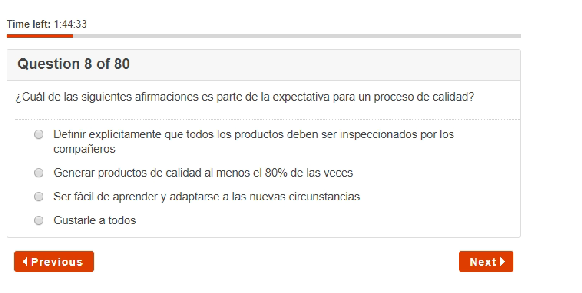 Time left: 1:44:33
Question 8 of 80
¿Cuál de las siguientes afirmaciones es parte de la expectativa para un proceso de calidad?
Definir explícitamente que todos los productos deben ser inspeccionados por los
compañeros
Generar productos de calidad al menos el 80% de las veces
Ser fácil de aprender y adaptarse a las nuevas circunstancias
Gustarle a todos
Previous
Next